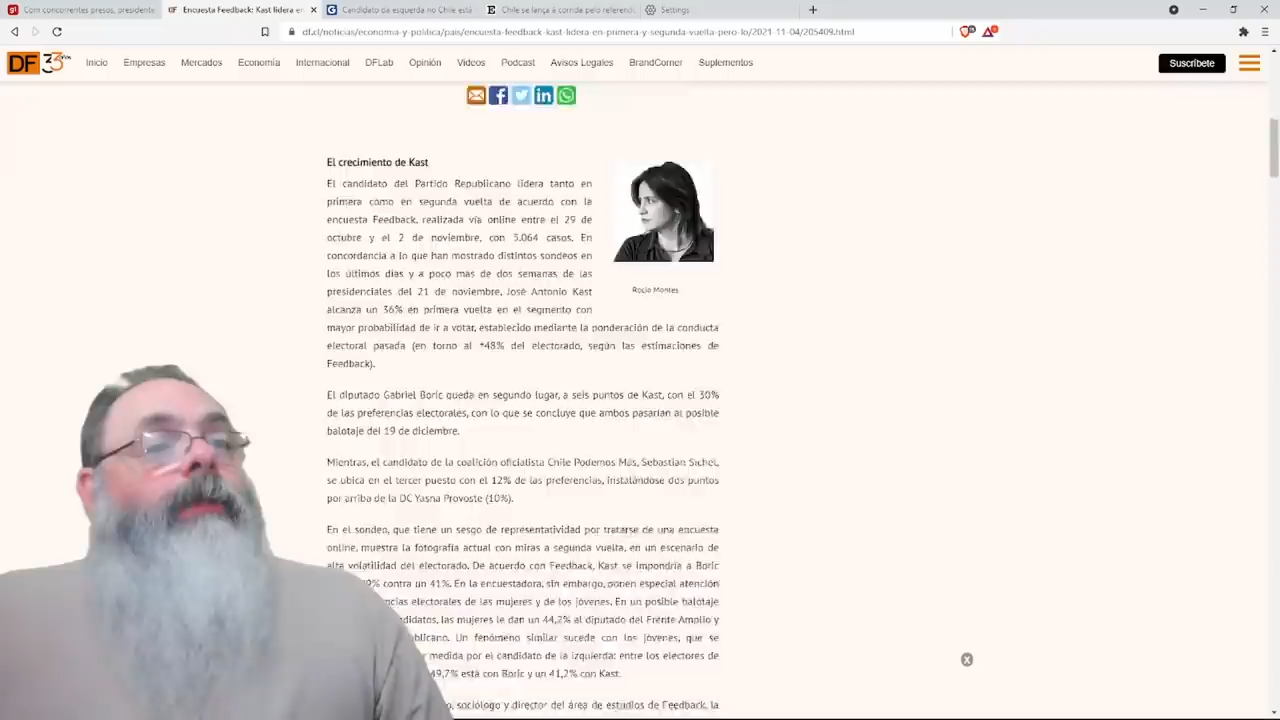 Com concorrentes presos, presidente
Encuesta Feedback: Kast lidera en
Candidato da esquerda no Chile está
Chile se lança à corrida pelo referend
Settings
df.cl/noticias/economia-y-politica/pais/encuesta-feedback-kast-lidera-en-primera-y-segunda-vuelta-pero-lo/2021-11-04/205409.html
DF 33 Inicio Empresas Mercados Economía Internacional DFLab Opinión Videos Podcast Avisos Legales BrandCorner Suplementos Suscríbete
El crecimiento de Kast
El candidato del Partido Republicano lidera tanto en
primera como en segunda vuelta de acuerdo con la
encuesta Feedback, realizada vía online entre el 29 de
octubre y el 2 de noviembre, con 5.064 casos. En
concordancia a lo que han mostrado distintos sondeos en
los últimos días y a poco más de dos semanas de las
presidenciales del 21 de noviembre, José Antonio Kast
alcanza un 36% en primera vuelta en el segmento con
mayor probabilidad de ir a votar, establecido mediante la ponderación de la conducta
electoral pasada (en torno al +48% del electorado, según las estimaciones de
Feedback).
Rocío Montes
El diputado Gabriel Boric queda en segundo lugar, a seis puntos de Kast, con el 30%
de las preferencias electorales, con lo que se concluye que ambos pasarían al posible
balotaje del 19 de diciembre.
Mientras, el candidato de la coalición oficialista Chile Podemos Más, Sebastián Sichel,
se ubica en el tercer puesto con el 12% de las preferencias, instalándose dos puntos
por arriba de la DC Yasna Provoste (10%).
En el sondeo, que tiene un sesgo de representatividad por tratarse de una encuesta
online, muestra la fotografía actual con miras a segunda vuelta, en un escenario de
alta volatilidad del electorado. De acuerdo con Feedback, Kast se impondría a Boric
9% contra un 41%. En la encuestadora, sin embargo, ponen especial atención
ncias electorales de las mujeres y de los jóvenes. En un posible balotaje
didatos, las mujeres le dan un 44,2% al diputado del Frente Amplio y
publicano. Un fenómeno similar sucede con los jóvenes, que se
medida por el candidato de la izquierda: entre los electores de
49,7% está con Boric y un 41,2% con Kast.
o, sociólogo y director del área de estudios de Feedback, la